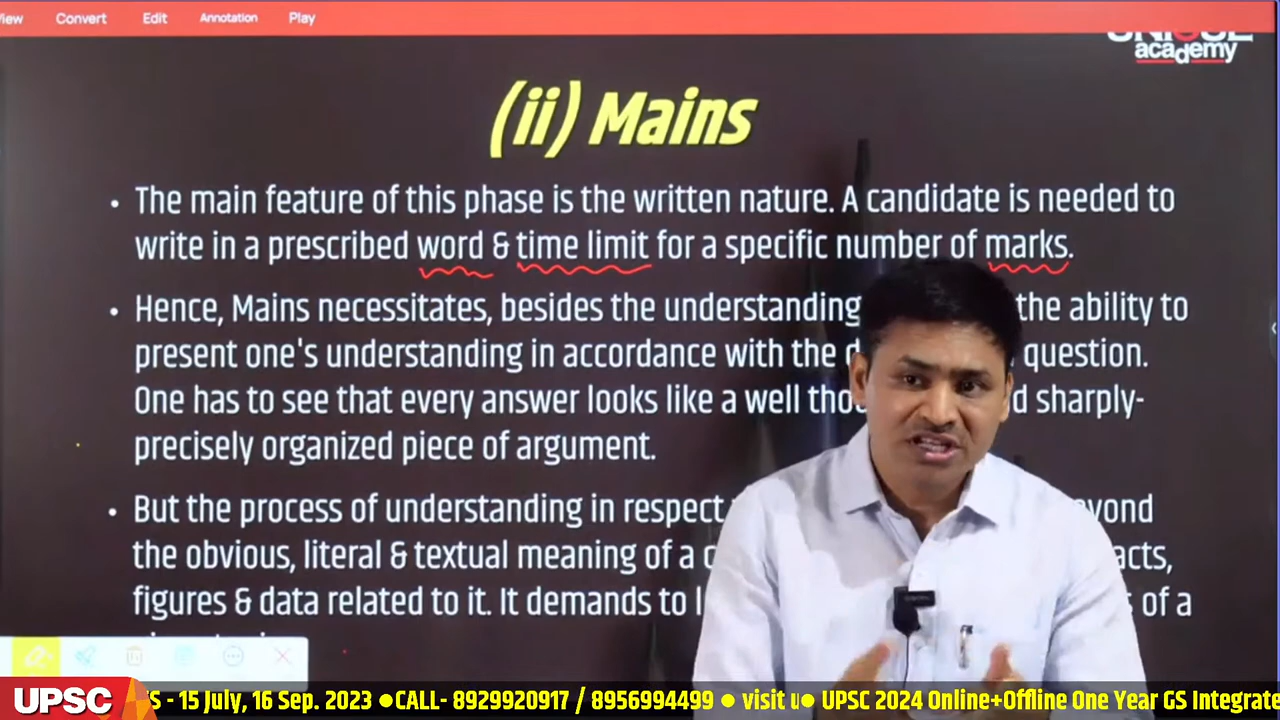 View Convert Edit Annotation Play
academy
(ii) Mains
• The main feature of this phase is the written nature. A candidate is needed to
write in a prescribed word & time limit for a specific number of marks.
• Hence, Mains necessitates, besides the understanding the ability to
present one's understanding in accordance with the question.
One has to see that every answer looks like a well sharply-
precisely organized piece of argument.
• But the process of understanding in respect
the obvious, literal & textual meaning of a
figures & data related to it. It demands to of a
UPSC S - 15 July, 16 Sep. 2023 ●CALL- 8929920917 / 8956994499 ● visit ● UPSC 2024 Online+Offline One Year GS